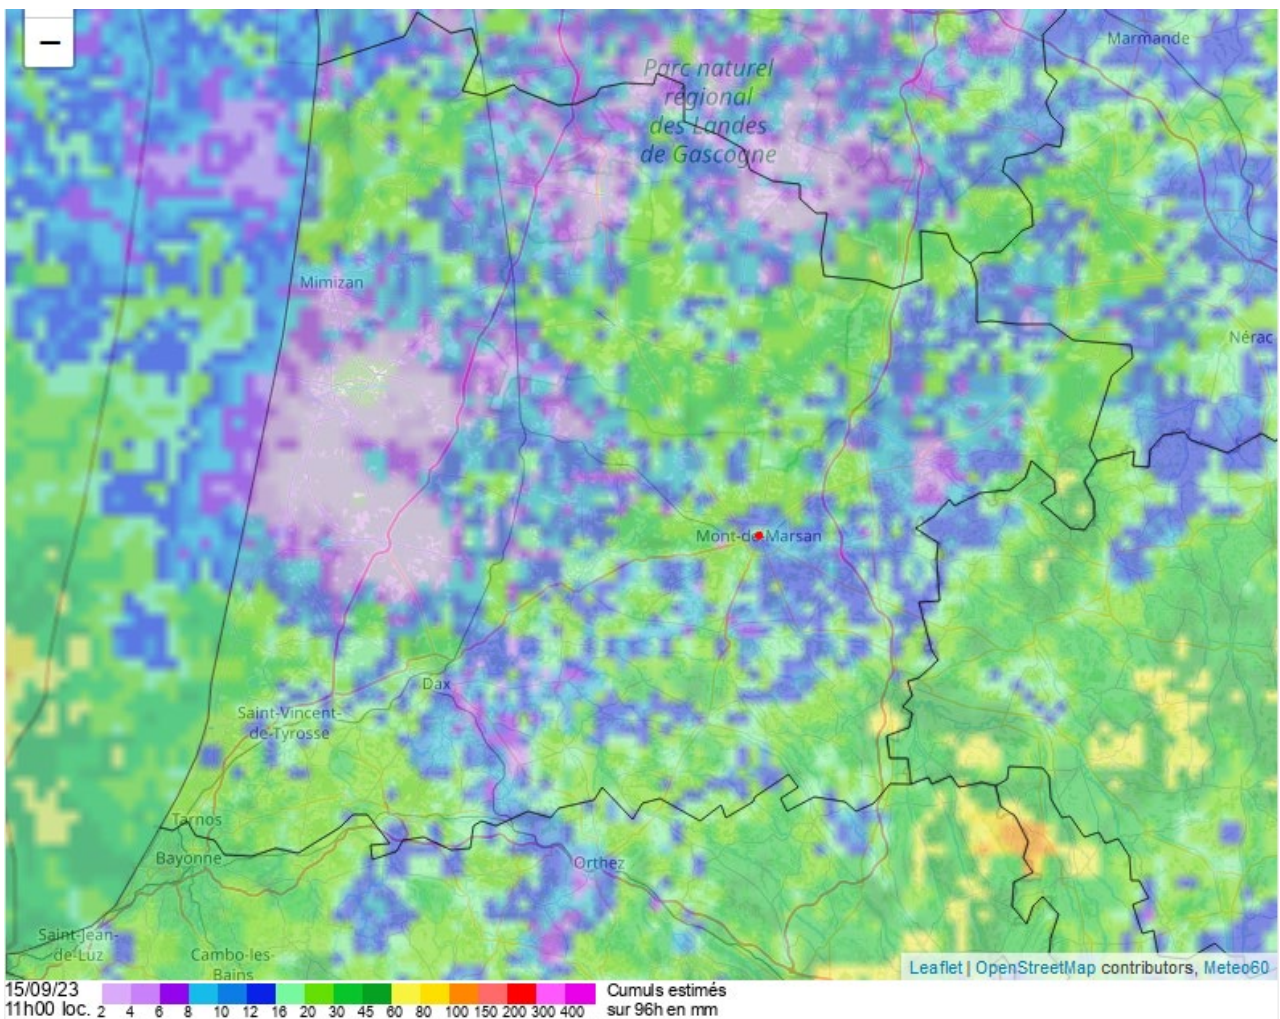 −
Marmande
Parc naturel
régional
des Landes
de Gascogne
Mimizan
Nérac
Mont-de-Marsan
Dax
Saint-Vincent-
de-Tyrosse
Tarnos
Bayonne
Orthez
Saint-Jean-
de-Luz
Cambo-les-
Bains
Leaflet | OpenStreetMap contributors, Meteo60
15/09/23
11h00 loc.
2 4 6 8 10 12 16 20 30 45 60 80 100 150 200 300 400
Cumuls estimés
sur 96h en mm